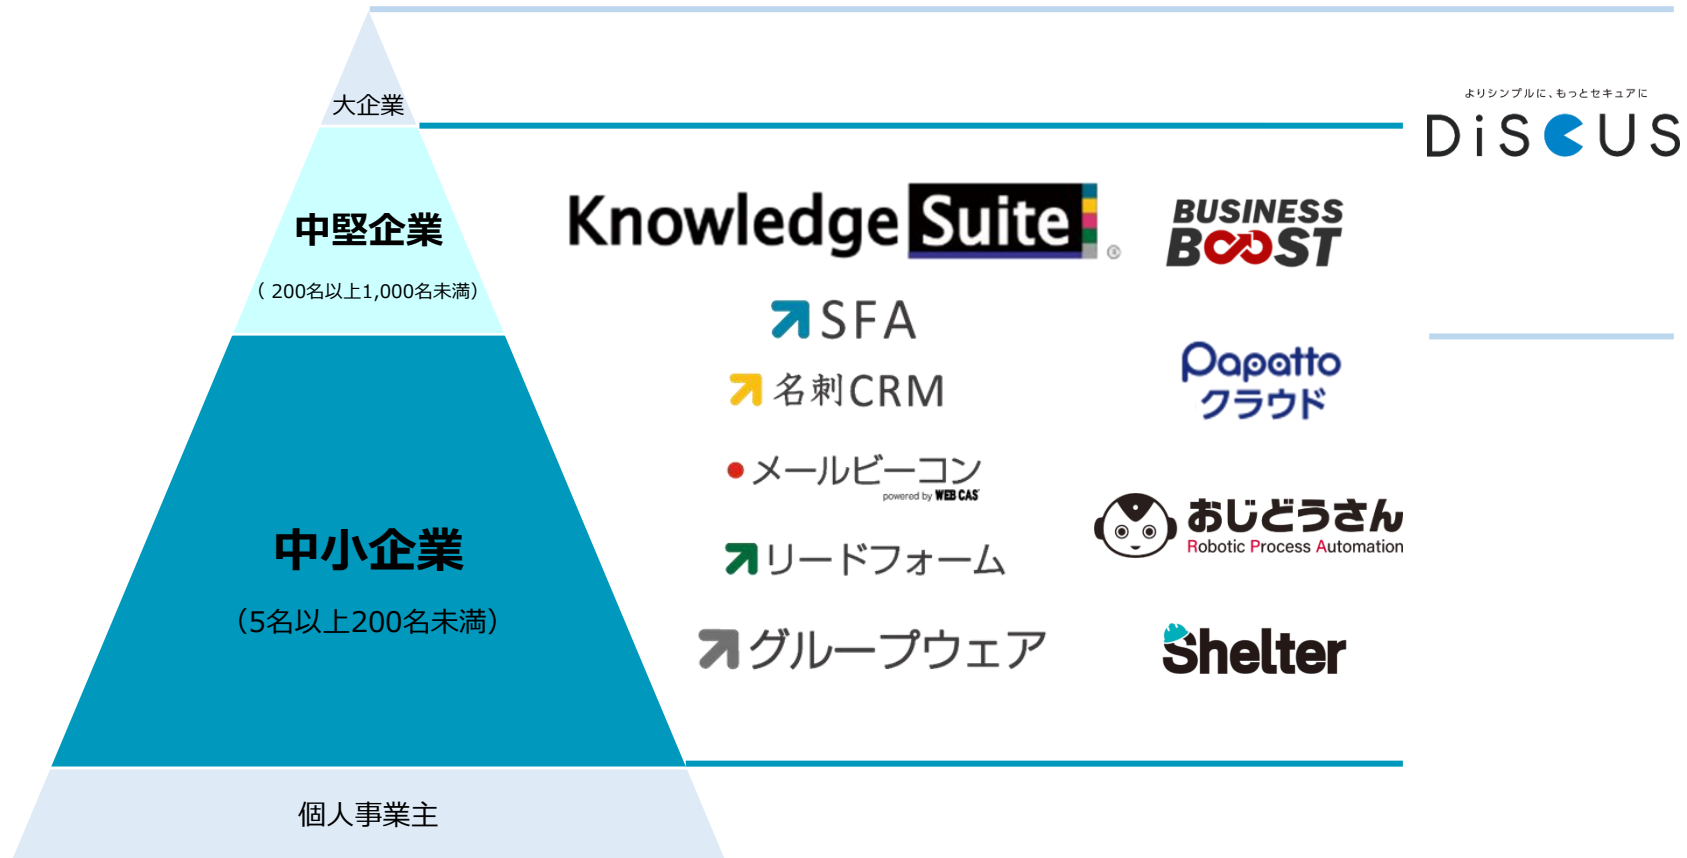 大企業
中堅企業
（ 200名以上1,000名未満）
中小企業
（5名以上200名未満）
個人事業主
Knowledge Suite ®
SFA
名刺CRM
メールビーコン
powered by WEB CAS
リードフォーム
グループウェア
BUSINESS
BOOST
Papatto
クラウド
おじどうさん
Robotic Process Automation
Shelter
よりシンプルに、もっとセキュアに
DiSCUS